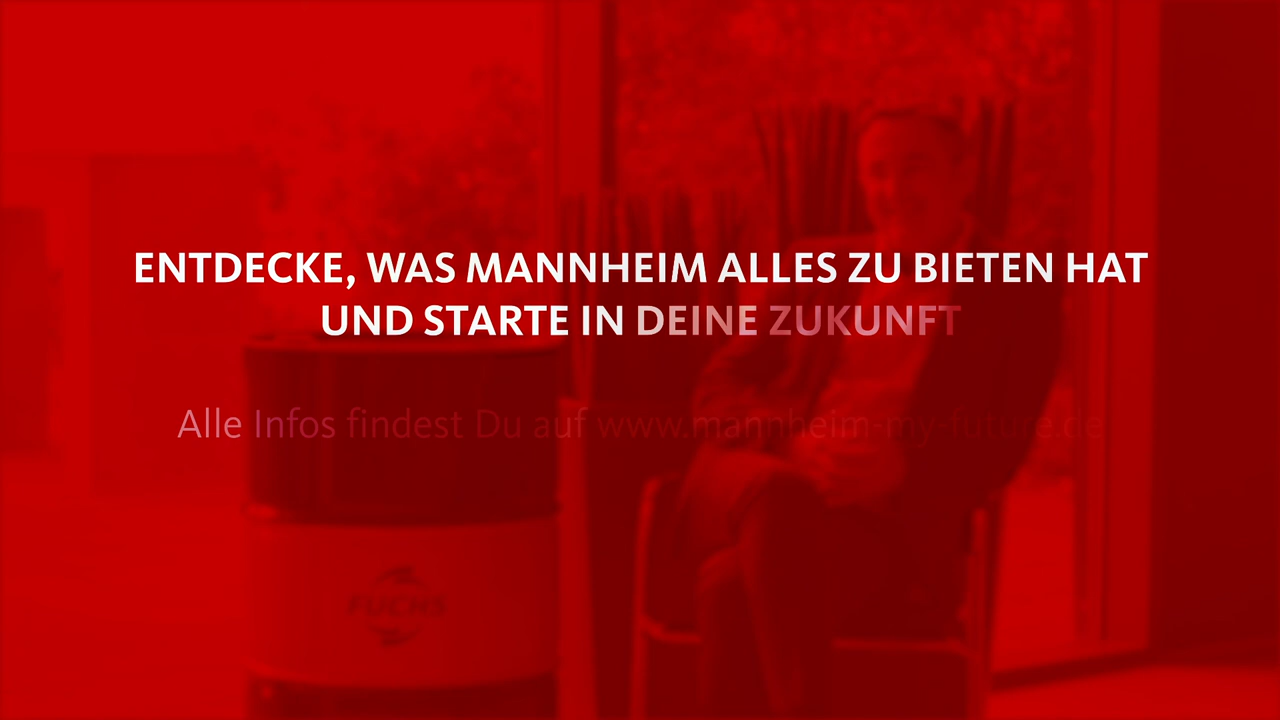 ENTDECKE, WAS MANNHEIM ALLES ZU BIETEN HAT
UND STARTE IN DEINE ZUKUNFT
Alle Infos findest Du auf www.mannheim-my-future.de
FUCHS